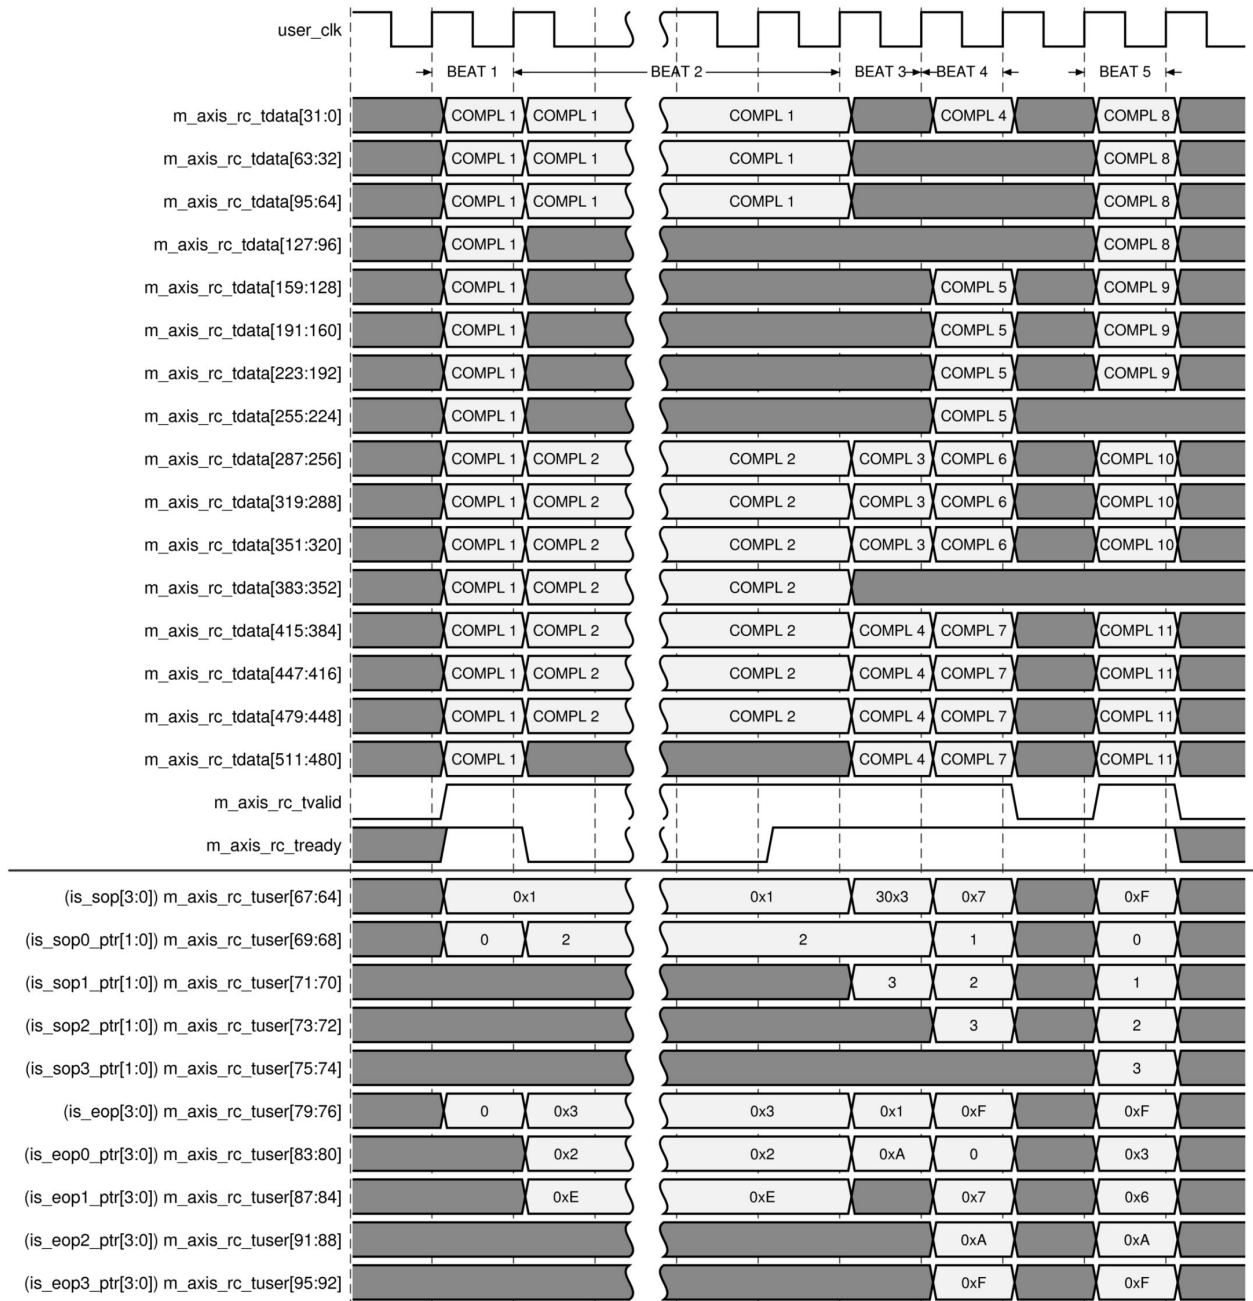 user_clk
BEAT 1 BEAT 2 BEAT 3 BEAT 4 BEAT 5
m_axis_rc_tdata[31:0] COMPL 1 COMPL 1 COMPL 1 COMPL 4 COMPL 8
m_axis_rc_tdata[63:32] COMPL 1 COMPL 1 COMPL 1 COMPL 8
m_axis_rc_tdata[95:64] COMPL 1 COMPL 1 COMPL 1 COMPL 8
m_axis_rc_tdata[127:96] COMPL 1 COMPL 8
m_axis_rc_tdata[159:128] COMPL 1 COMPL 5 COMPL 9
m_axis_rc_tdata[191:160] COMPL 1 COMPL 5 COMPL 9
m_axis_rc_tdata[223:192] COMPL 1 COMPL 5 COMPL 9
m_axis_rc_tdata[255:224] COMPL 1 COMPL 5
m_axis_rc_tdata[287:256] COMPL 1 COMPL 2 COMPL 2 COMPL 3 COMPL 6 COMPL 10
m_axis_rc_tdata[319:288] COMPL 1 COMPL 2 COMPL 2 COMPL 3 COMPL 6 COMPL 10
m_axis_rc_tdata[351:320] COMPL 1 COMPL 2 COMPL 2 COMPL 3 COMPL 6 COMPL 10
m_axis_rc_tdata[383:352] COMPL 1 COMPL 2 COMPL 2
m_axis_rc_tdata[415:384] COMPL 1 COMPL 2 COMPL 2 COMPL 4 COMPL 7 COMPL 11
m_axis_rc_tdata[447:416] COMPL 1 COMPL 2 COMPL 2 COMPL 4 COMPL 7 COMPL 11
m_axis_rc_tdata[479:448] COMPL 1 COMPL 2 COMPL 2 COMPL 4 COMPL 7 COMPL 11
m_axis_rc_tdata[511:480] COMPL 1 COMPL 4 COMPL 7 COMPL 11
m_axis_rc_tvalid
m_axis_rc_tready
(is_sop[3:0]) m_axis_rc_tuser[67:64] 0x1 0x1 30x3 0x7 0xF
(is_sop0_ptr[1:0]) m_axis_rc_tuser[69:68] 0 2 2 1 0
(is_sop1_ptr[1:0]) m_axis_rc_tuser[71:70] 3 2 1
(is_sop2_ptr[1:0]) m_axis_rc_tuser[73:72] 3 2
(is_sop3_ptr[1:0]) m_axis_rc_tuser[75:74] 3
(is_eop[3:0]) m_axis_rc_tuser[79:76] 0 0x3 0x3 0x1 0xF 0xF
(is_eop0_ptr[3:0]) m_axis_rc_tuser[83:80] 0x2 0x2 0xA 0 0x3
(is_eop1_ptr[3:0]) m_axis_rc_tuser[87:84] 0xE 0xE 0x7 0x6
(is_eop2_ptr[3:0]) m_axis_rc_tuser[91:88] 0xA 0xA
(is_eop3_ptr[3:0]) m_axis_rc_tuser[95:92] 0xF 0xF